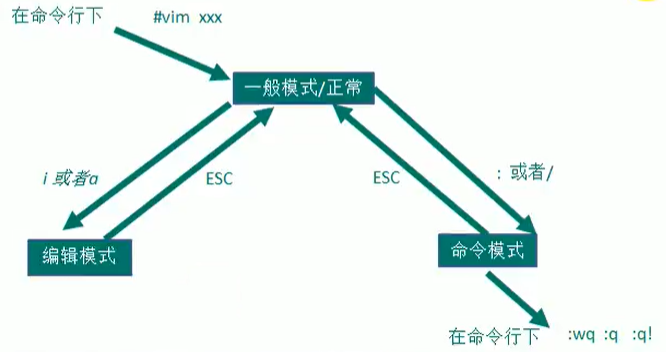 在命令行下 #vim xxx
一般模式/正常
i 或者a ESC ESC : 或者/
编辑模式 命令模式
在命令行下 :wq :q :q!